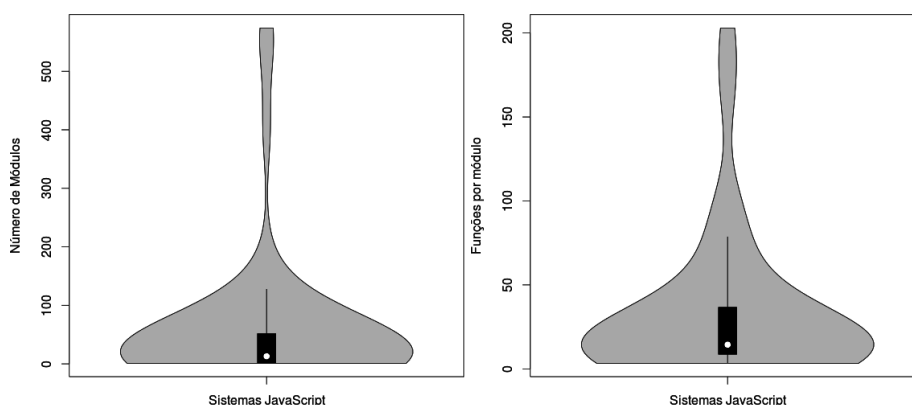 Número de Módulos
500
400
300
200
100
0
Sistemas JavaScript
Funções por módulo
200
150
100
50
0
Sistemas JavaScript